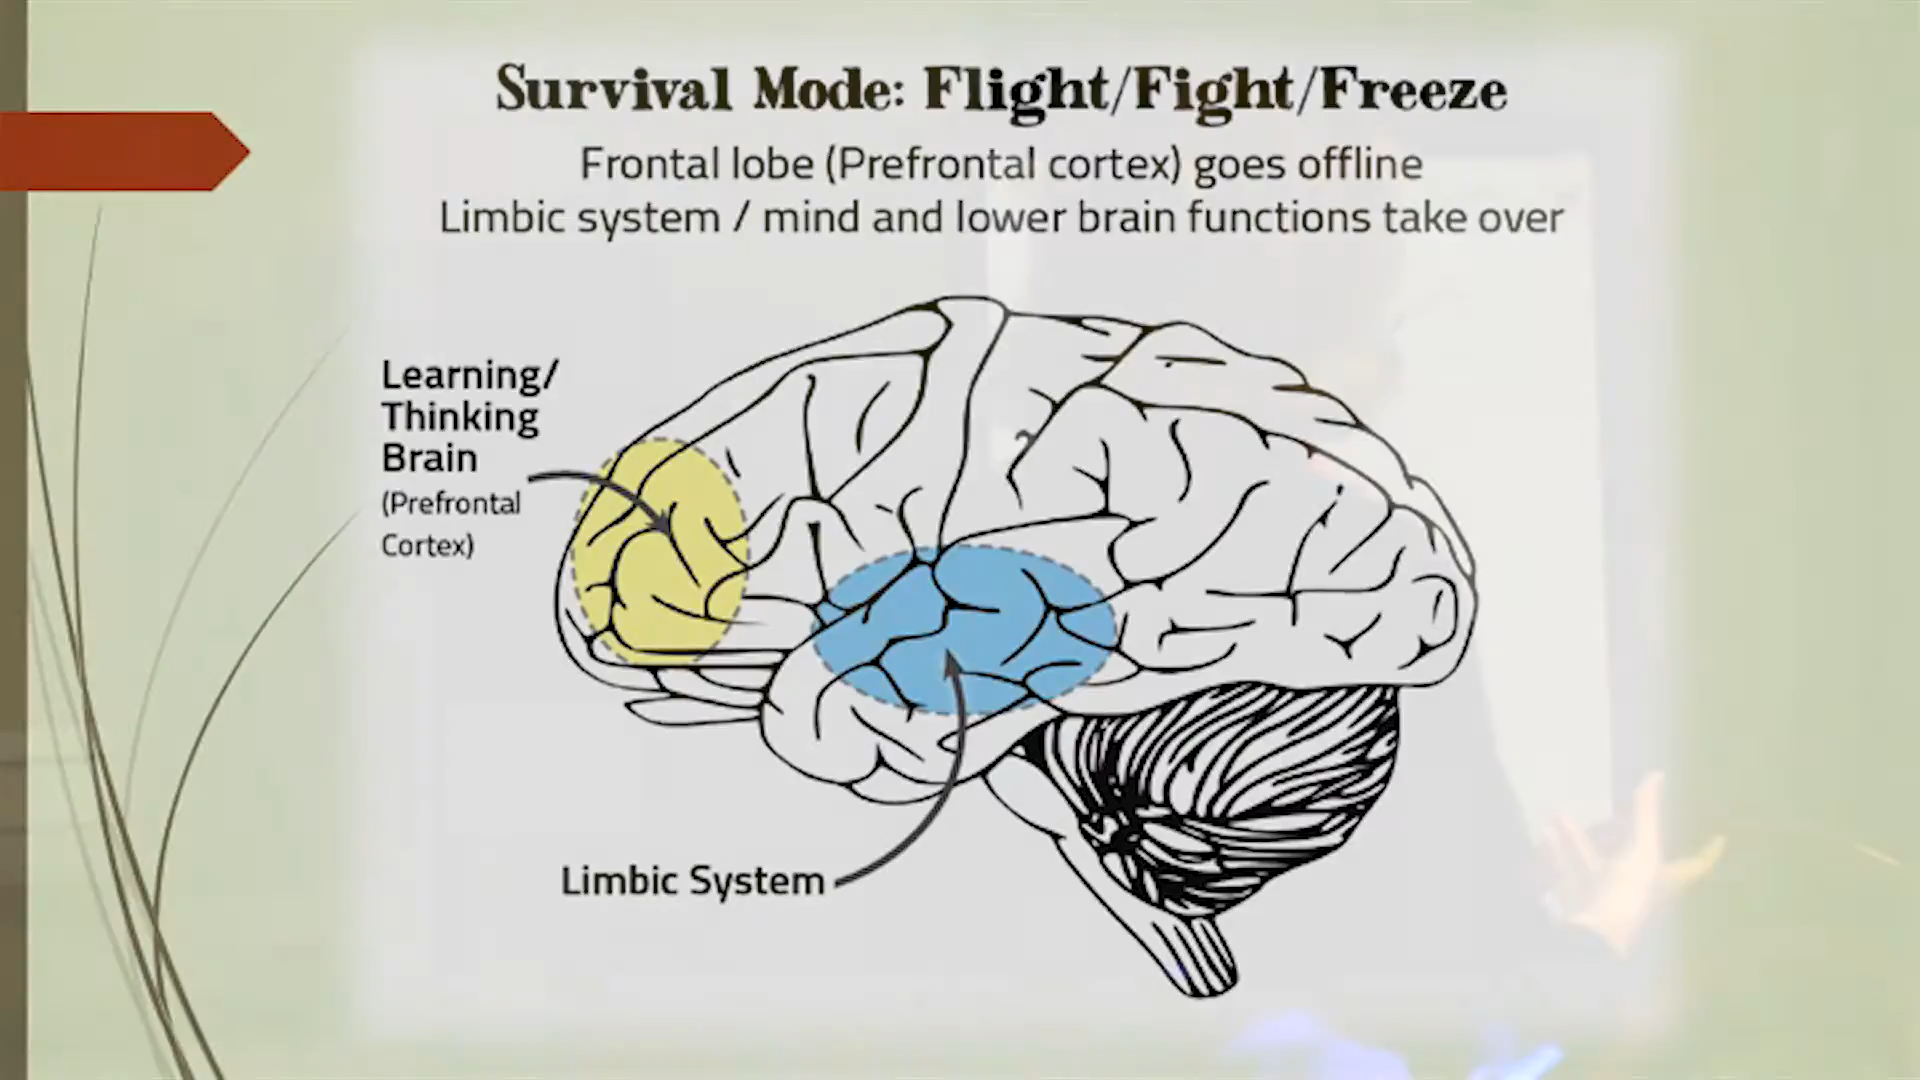 Survival Mode: Flight/Fight/Freeze
Frontal lobe (Prefrontal cortex) goes offline
Limbic system / mind and lower brain functions take over
Learning/
Thinking
Brain
(Prefrontal
Cortex)
Limbic System